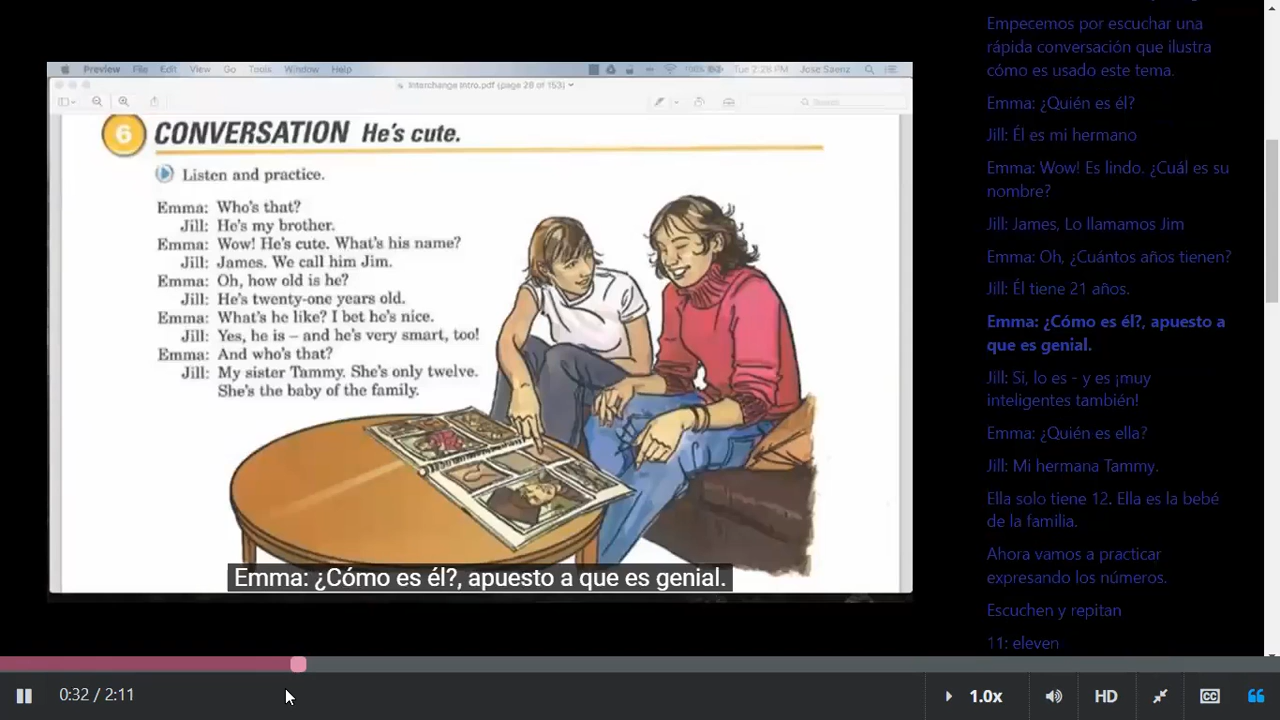 Preview File Edit View Go Tools Window Help 100% Tue 2:28 PM Jose Saenz
Interchange Intro.pdf (page 28 of 153)
Search
6 CONVERSATION He's cute.
Listen and practice.
Emma: Who's that?
Jill: He's my brother.
Emma: Wow! He's cute. What's his name?
Jill: James. We call him Jim.
Emma: Oh, how old is he?
Jill: He's twenty-one years old.
Emma: What's he like? I bet he's nice.
Jill: Yes, he is – and he's very smart, too!
Emma: And who's that?
Jill: My sister Tammy. She's only twelve.
She's the baby of the family.
Emma: ¿Cómo es él?, apuesto a que es genial.
Empecemos por escuchar una
rápida conversación que ilustra
cómo es usado este tema.
Emma: ¿Quién es él?
Jill: Él es mi hermano
Emma: Wow! Es lindo. ¿Cuál es su
nombre?
Jill: James, Lo llamamos Jim
Emma: Oh, ¿Cuántos años tienen?
Jill: Él tiene 21 años.
Emma: ¿Cómo es él?, apuesto a
que es genial.
Jill: Si, lo es - y es ¡muy
inteligentes también!
Emma: ¿Quién es ella?
Jill: Mi hermana Tammy.
Ella solo tiene 12. Ella es la bebé
de la familia.
Ahora vamos a practicar
expresando los números.
Escuchen y repitan
11: eleven
0:32 / 2:11
1.0x
HD
CC